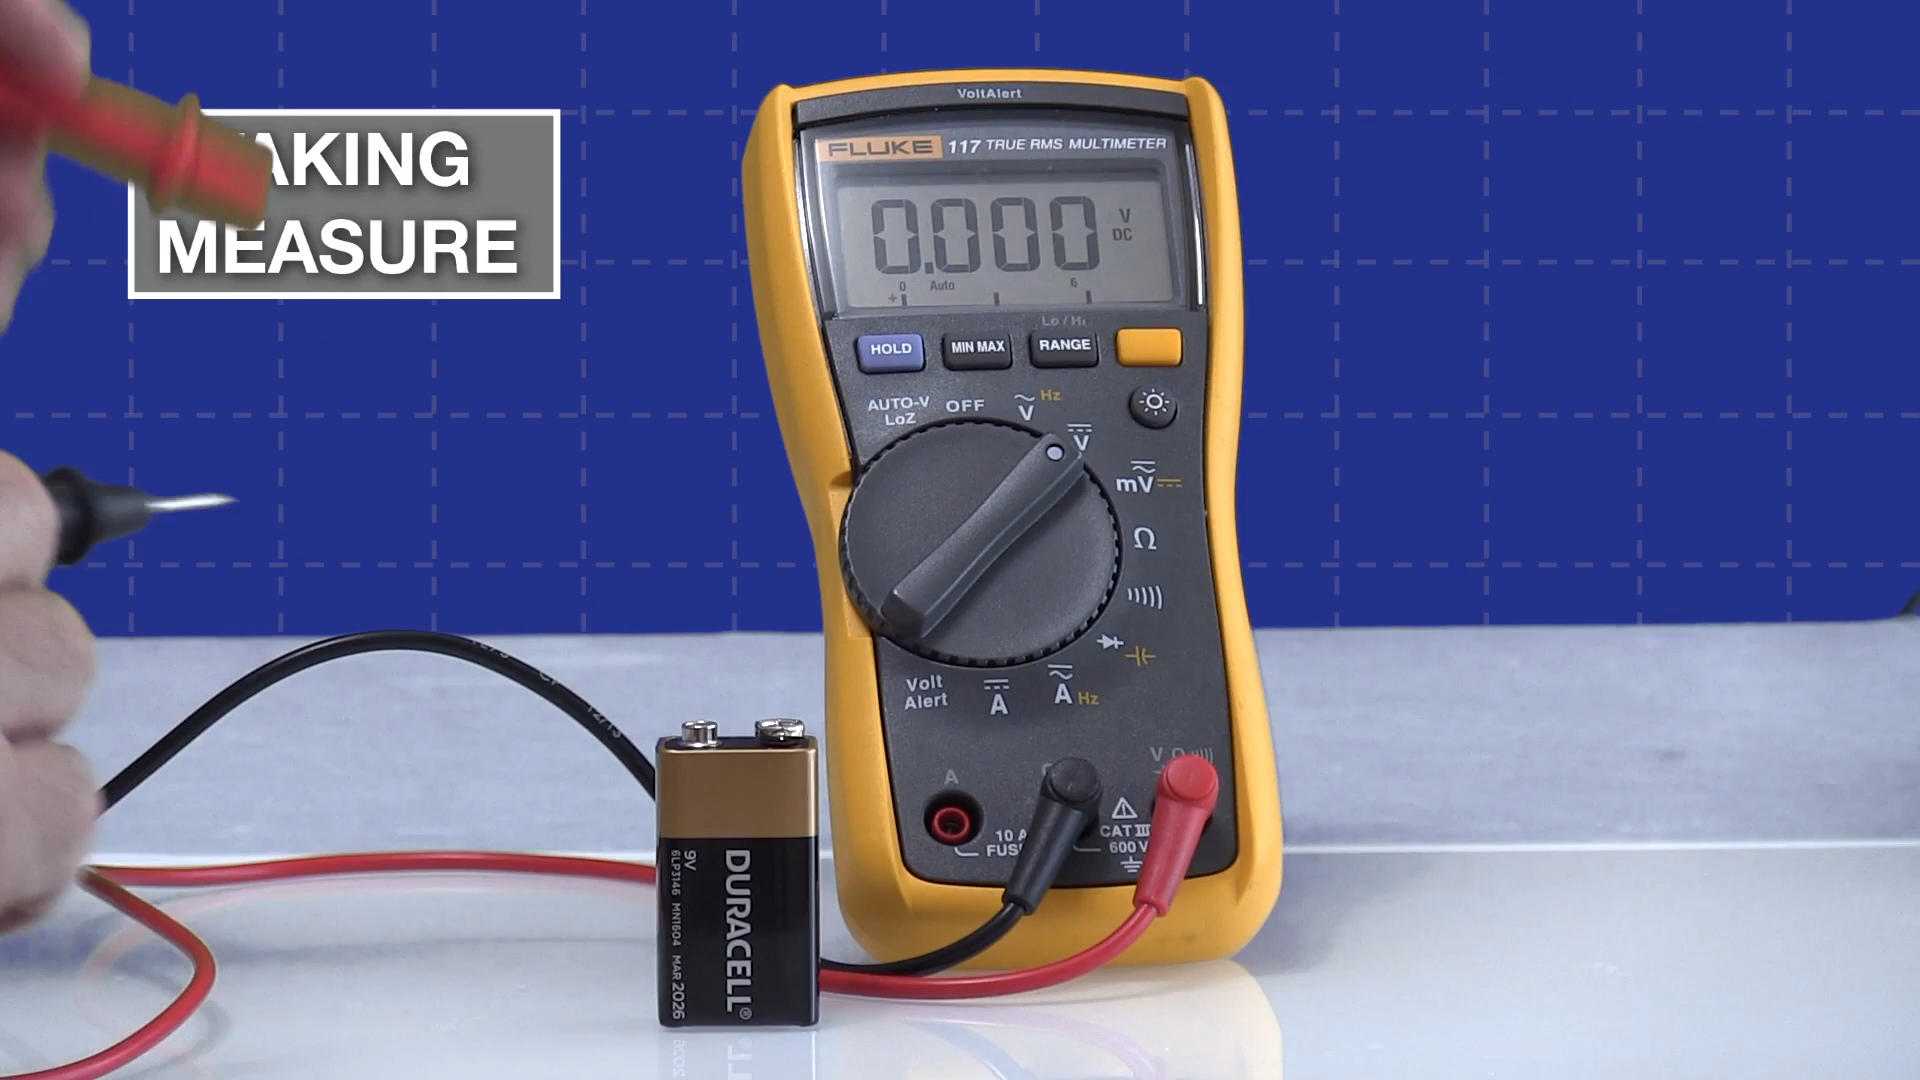 AKING
MEASURE
VoltAlert
FLUKE 117 TRUE RMS MULTIMETER
0.000 V DC
0 Auto 6
+
Lo / Hi
HOLD MIN MAX RANGE
AUTO-V LoZ
OFF
V Hz
V
mV
Ω
Volt Alert
A
A Hz
A
V Ω
10 A
FUS
CAT III
600 V
DURACELL®
9V
6LP3146 MN1604 MAR 2026